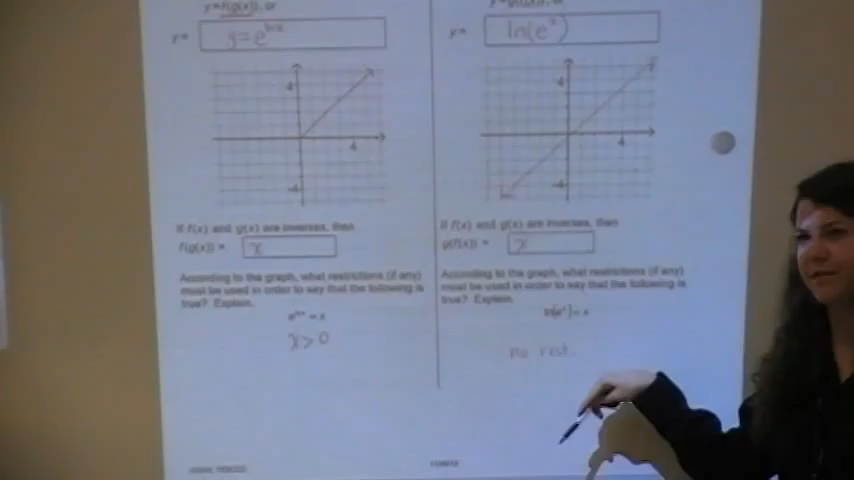 y=f(g(x)), or
y = y=e^lnx
4
4
-4
If f(x) and g(x) are inverses, then
f(g(x)) = x
According to the graph, what restrictions (if any)
must be used in order to say that the following is
true? Explain.
e^lnx = x
x>0
y = ln(e^x)
4
4
-4
If f(x) and g(x) are inverses, then
g(f(x)) = x
According to the graph, what restrictions (if any)
must be used in order to say that the following is
true? Explain.
ln(e^x) = x
no rest.